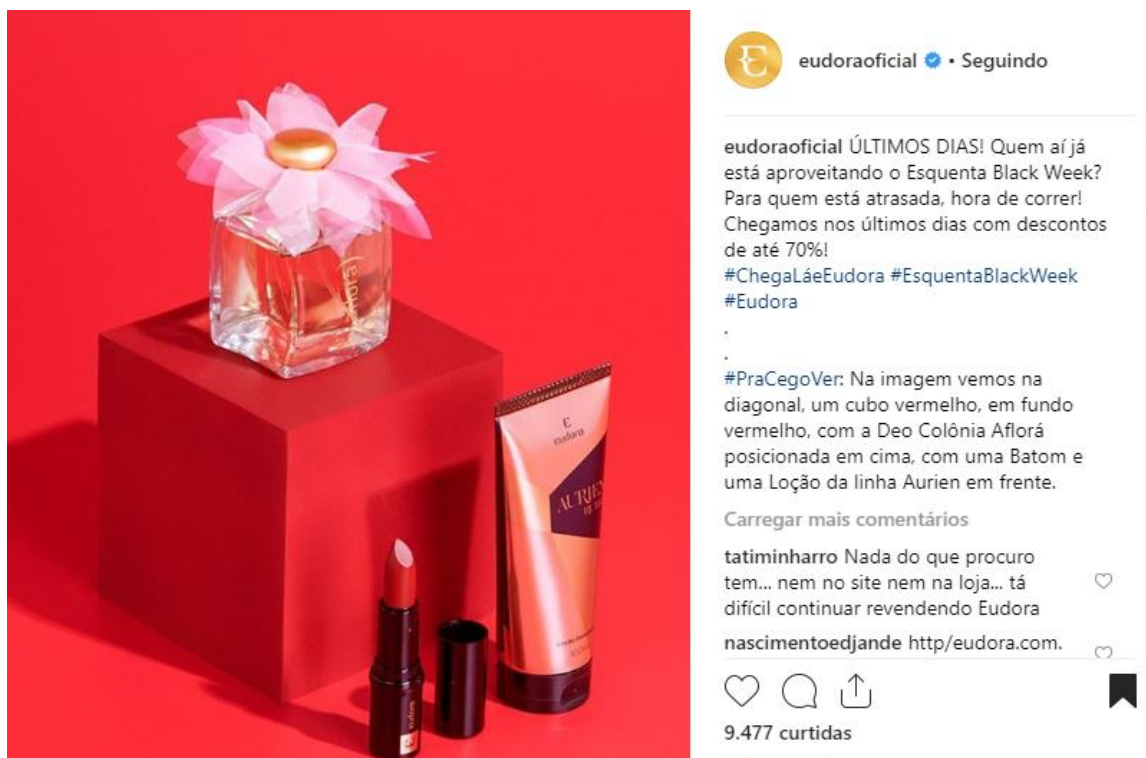 eudoraoficial • Seguindo
eudoraoficial ÚLTIMOS DIAS! Quem aí já
está aproveitando o Esquenta Black Week?
Para quem está atrasada, hora de correr!
Chegamos nos últimos dias com descontos
de até 70%!
#ChegaLáeEudora #EsquentaBlackWeek
#Eudora
.
.
#PraCegoVer: Na imagem vemos na
diagonal, um cubo vermelho, em fundo
vermelho, com a Deo Colônia Aflorá
posicionada em cima, com uma Batom e
uma Loção da linha Aurien em frente.
Carregar mais comentários
tatiminharro Nada do que procuro
tem... nem no site nem na loja... tá
difícil continuar revendendo Eudora
nascimentoedjande http/eudora.com.
9.477 curtidas
E
eudora